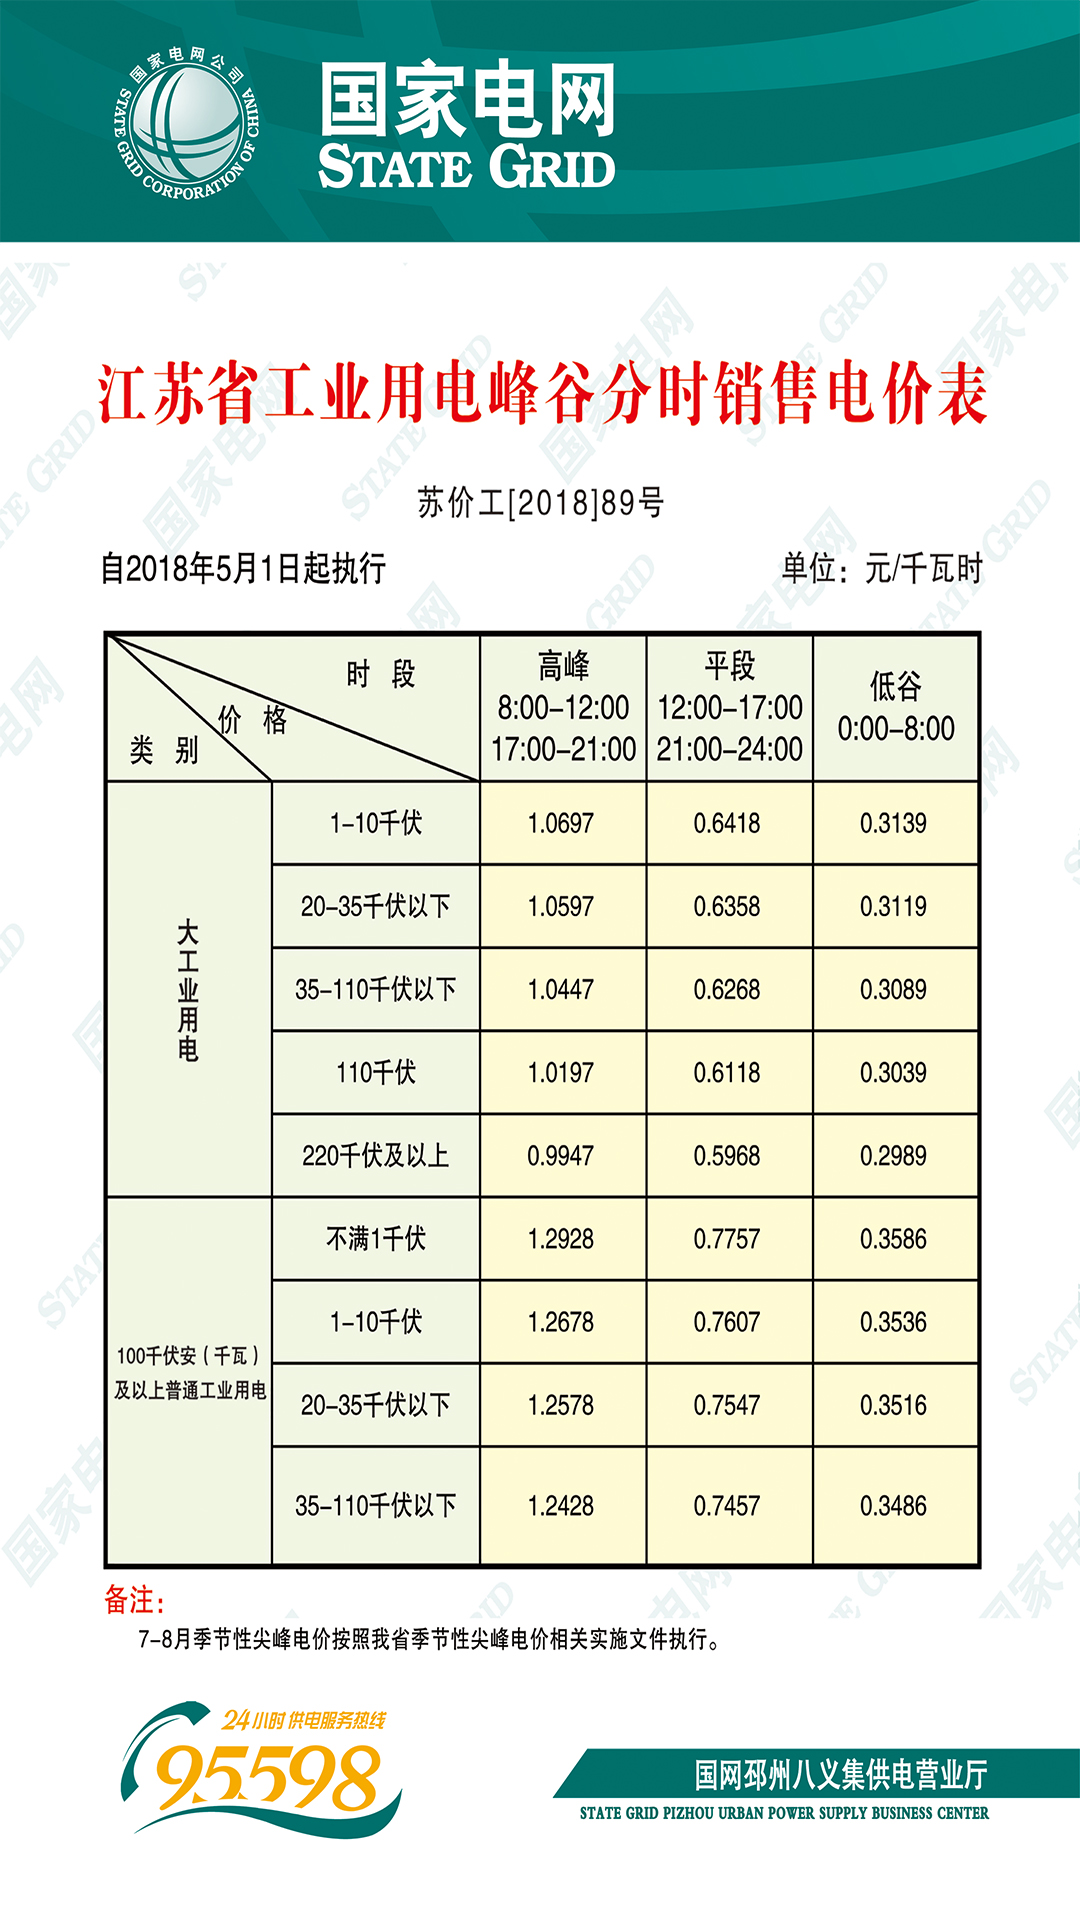 国家电网公司
STATE GRID CORPORATION OF CHINA
国家电网
STATE GRID
江苏省工业用电峰谷分时销售电价表
苏价工[2018]89号
自2018年5月1日起执行 单位：元/千瓦时
时 段
价 格
类 别
高峰
8:00-12:00
17:00-21:00
平段
12:00-17:00
21:00-24:00
低谷
0:00-8:00
大工业用电
1-10千伏 1.0697 0.6418 0.3139
20-35千伏以下 1.0597 0.6358 0.3119
35-110千伏以下 1.0447 0.6268 0.3089
110千伏 1.0197 0.6118 0.3039
220千伏及以上 0.9947 0.5968 0.2989
100千伏安（千瓦）
及以上普通工业用电
不满1千伏 1.2928 0.7757 0.3586
1-10千伏 1.2678 0.7607 0.3536
20-35千伏以下 1.2578 0.7547 0.3516
35-110千伏以下 1.2428 0.7457 0.3486
备注：
7-8月季节性尖峰电价按照我省季节性尖峰电价相关实施文件执行。
24小时供电服务热线
95598
国网邳州八义集供电营业厅
STATE GRID PIZHOU URBAN POWER SUPPLY BUSINESS CENTER